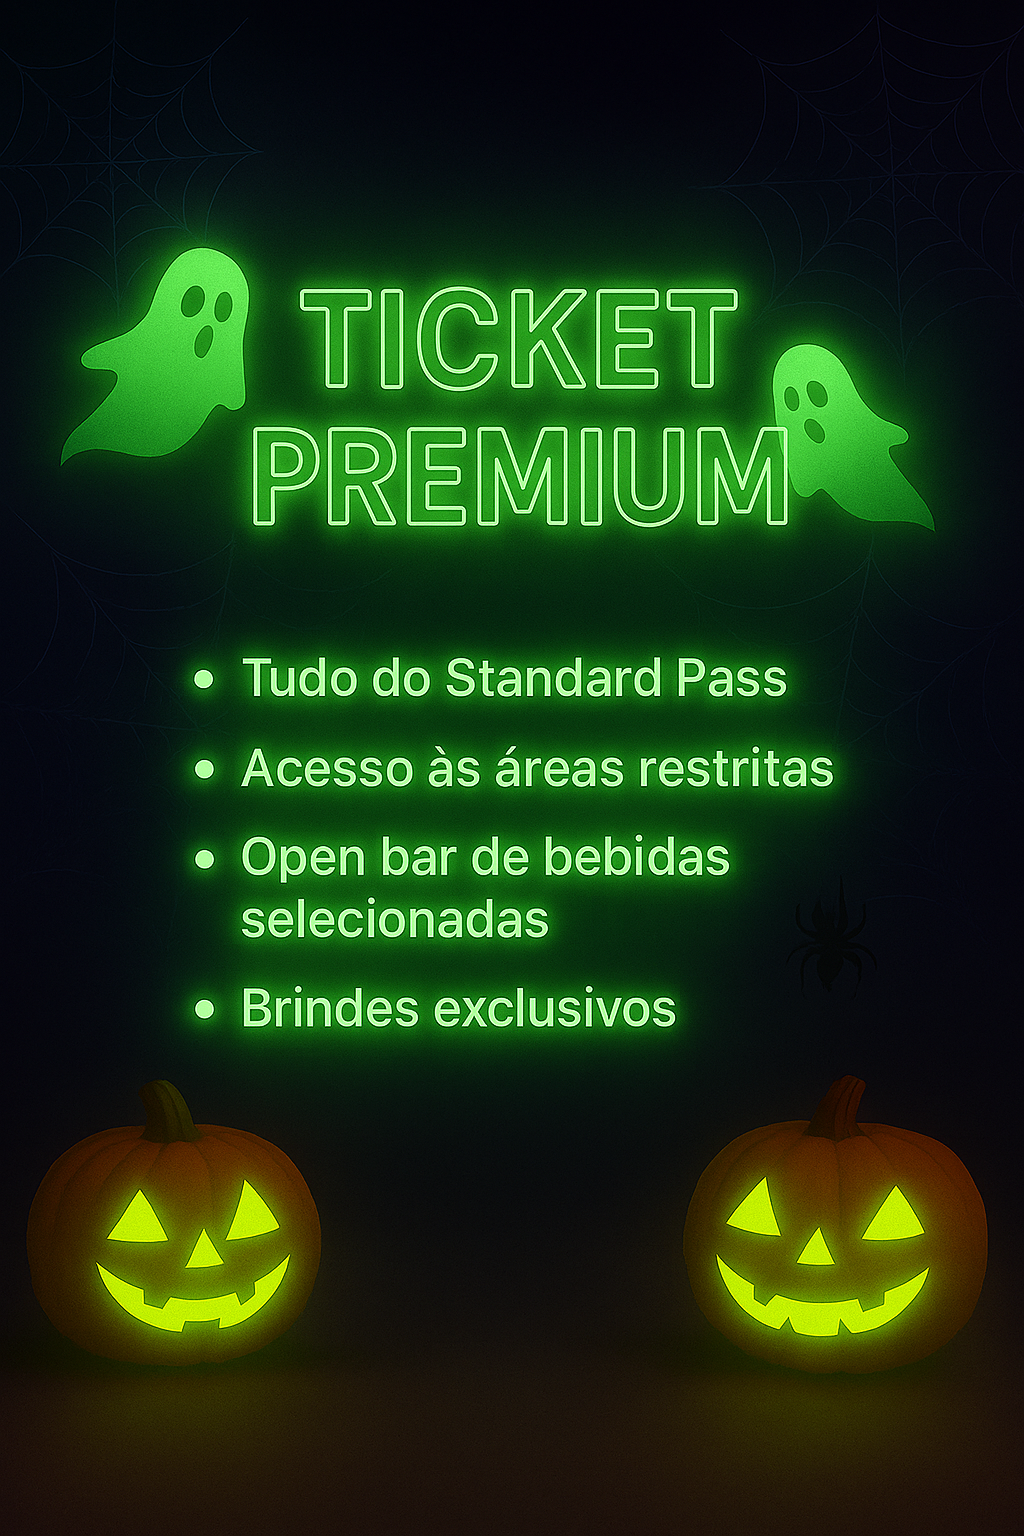 TICKET
PREMIUM
• Tudo do Standard Pass
• Acesso às áreas restritas
• Open bar de bebidas
selecionadas
• Brindes exclusivos